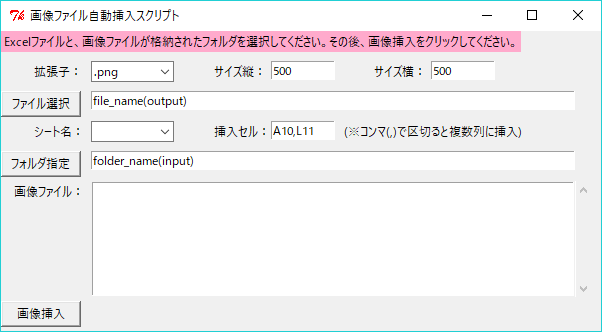 画像ファイル自動挿入スクリプト
Excelファイルと、画像ファイルが格納されたフォルダを選択してください。その後、画像挿入をクリックしてください。
拡張子： .png サイズ縦： 500 サイズ横： 500
ファイル選択 file_name(output)
シート名： 挿入セル： A10,L11 (※コンマ(,)で区切ると複数列に挿入)
フォルダ指定 folder_name(input)
画像ファイル：
画像挿入